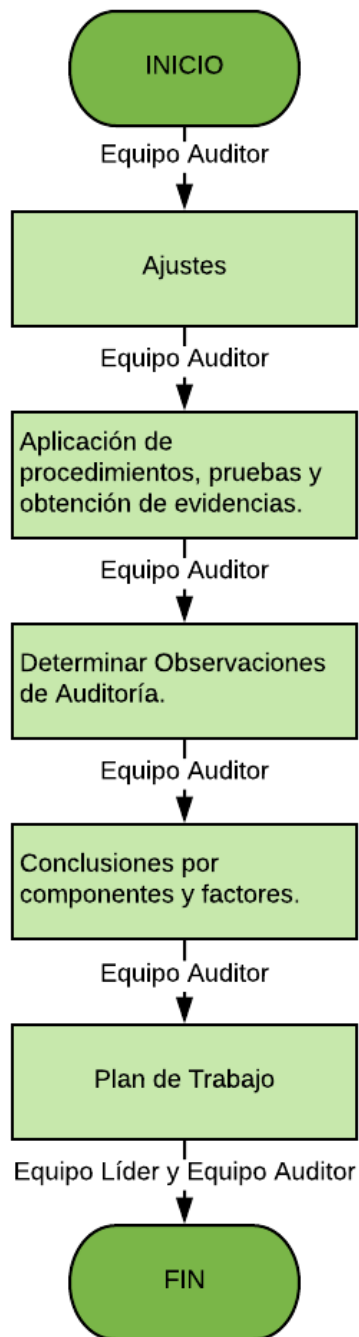 INICIO
Equipo Auditor
Ajustes
Equipo Auditor
Aplicación de
procedimientos, pruebas y
obtención de evidencias.
Equipo Auditor
Determinar Observaciones
de Auditoría.
Equipo Auditor
Conclusiones por
componentes y factores.
Equipo Auditor
Plan de Trabajo
Equipo Líder y Equipo Auditor
FIN